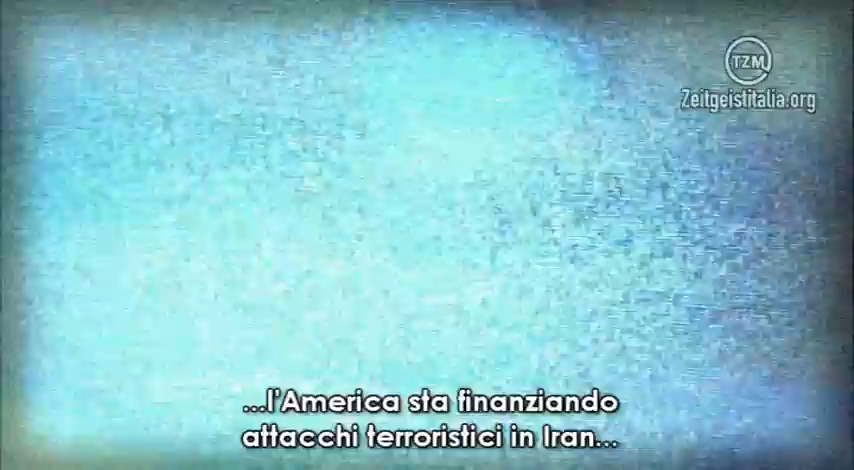 TZM
Zeitgeistitalia.org
...l'America sta finanziando
attacchi terroristici in Iran...